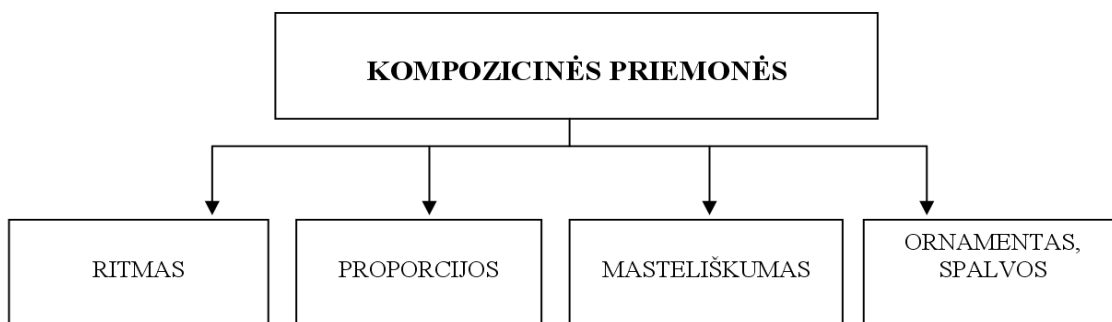 KOMPOZICINĖS PRIEMONĖS
RITMAS
PROPORCIJOS
MASTELIŠKUMAS
ORNAMENTAS,
SPALVOS